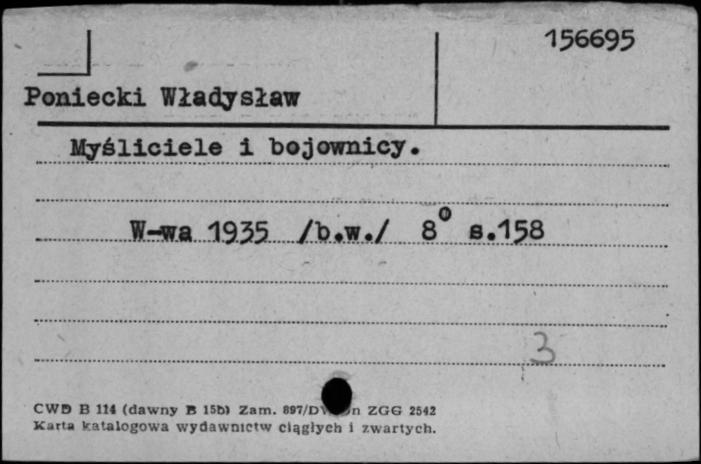 156695
Poniecki Władysław
Myśliciele i bojownicy.
W-wa 1935 /b.w./ 8° s.158
3
CWD B 114 (dawny B 15b) Zam. 897/ ZGG 2542
Karta katalogowa wydawnictw ciągłych i zwartych.